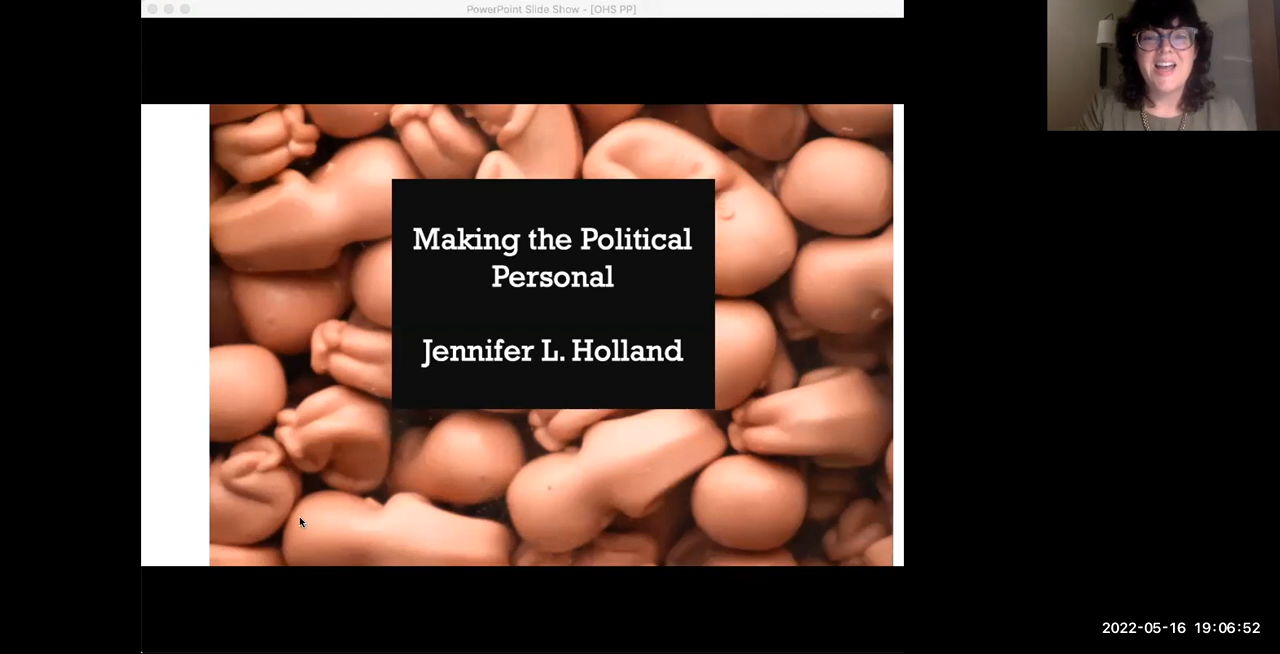 PowerPoint Slide Show - [OHS PP]
Making the Political
Personal
Jennifer L. Holland
2022-05-16 19:06:52